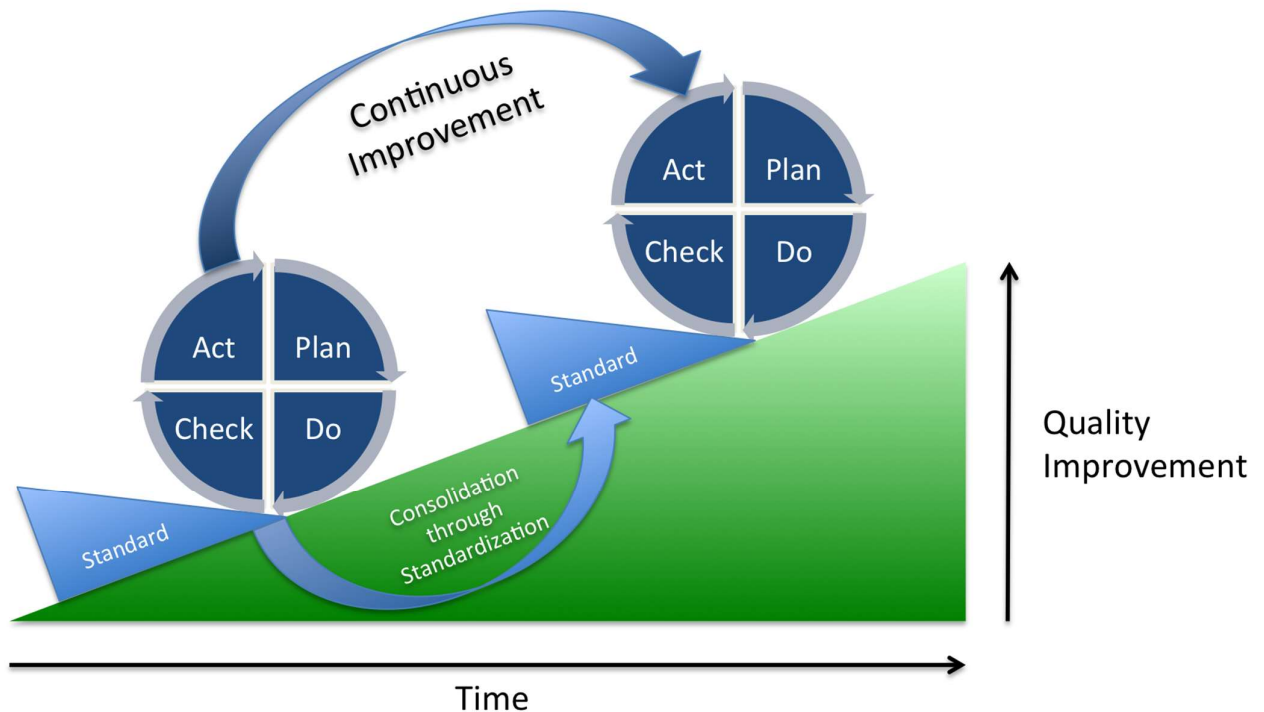 Continuous
Improvement
Act
Plan
Check
Do
Act
Plan
Check
Do
Standard
Standard
Consolidation
through
Standardization
Quality
Improvement
Time